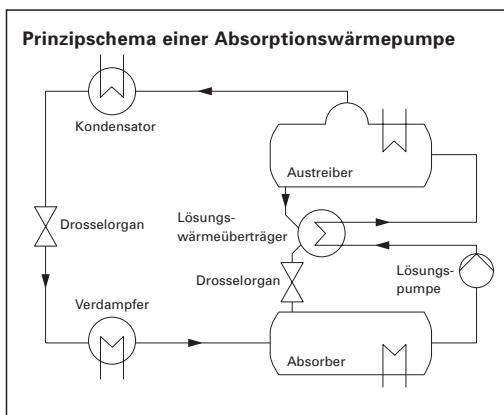 Prinzipschema einer Absorptionswärmepumpe
Kondensator
Austreiber
Drosselorgan
Lösungs-
wärmeüberträger
Drosselorgan
Lösungs-
pumpe
Verdampfer
Absorber